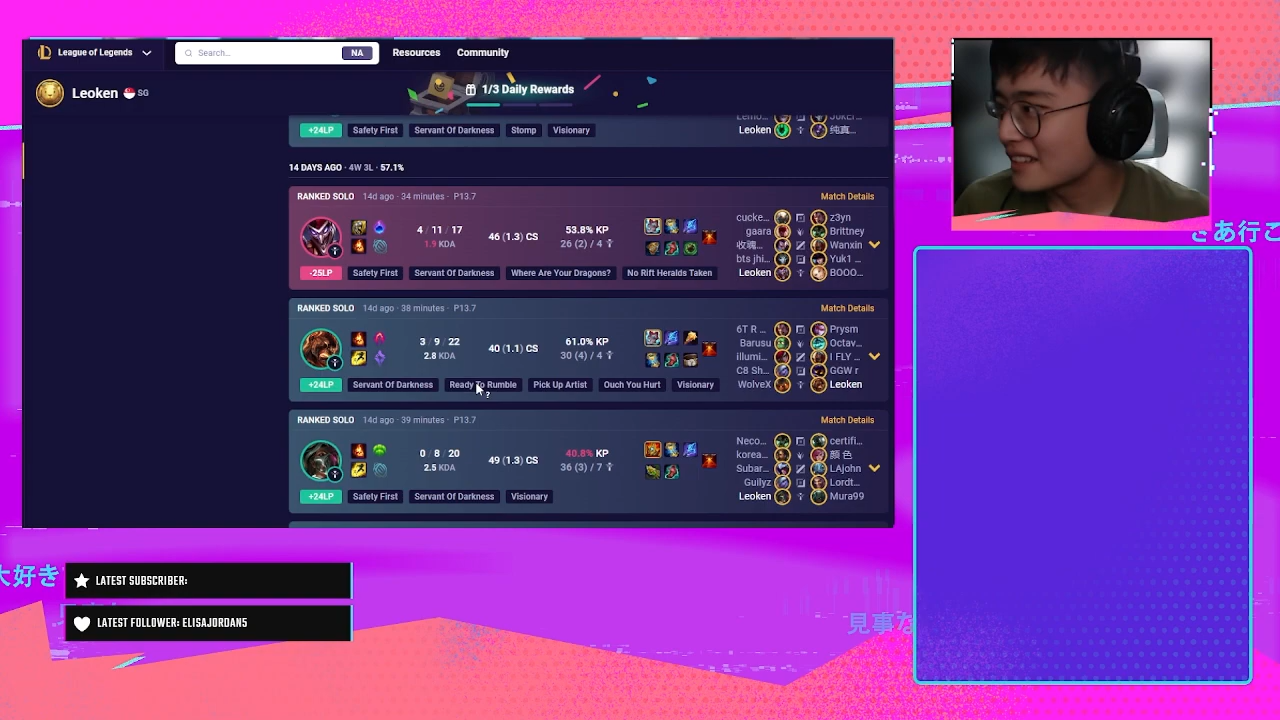 League of Legends
Search...
NA
Resources
Community
Leoken SG
1/3 Daily Rewards
+24LP Safety First Servant Of Darkness Stomp Visionary
Leoken 纯真...
14 DAYS AGO · 4W 3L · 57.1%
RANKED SOLO 14d ago · 34 minutes · P13.7
Match Details
4 / 11 / 17
1.9 KDA
46 (1.3) CS
53.8% KP
26 (2) / 4
cucke... z3yn
gaara Brittney
收魂... Wanxin
bts jhi... Yuk1 ...
Leoken BOOO...
-25LP Safety First Servant Of Darkness Where Are Your Dragons? No Rift Heralds Taken
RANKED SOLO 14d ago · 38 minutes · P13.7
Match Details
3 / 9 / 22
2.8 KDA
40 (1.1) CS
61.0% KP
30 (4) / 4
6T R ... Prysm
Barusu Octav...
illumi... I FLY ...
C8 Sh... GGW r
WolveX Leoken
+24LP Servant Of Darkness Ready To Rumble Pick Up Artist Ouch You Hurt Visionary
RANKED SOLO 14d ago · 39 minutes · P13.7
Match Details
0 / 8 / 20
2.5 KDA
49 (1.3) CS
40.8% KP
36 (3) / 7
Neco... certifi...
korea... 顏 色
Subar... LAjohn
Guilyz Lordt...
Leoken Mura99
+24LP Safety First Servant Of Darkness Visionary
大好き
LATEST SUBSCRIBER:
LATEST FOLLOWER: ELISAJORDAN5
見事な